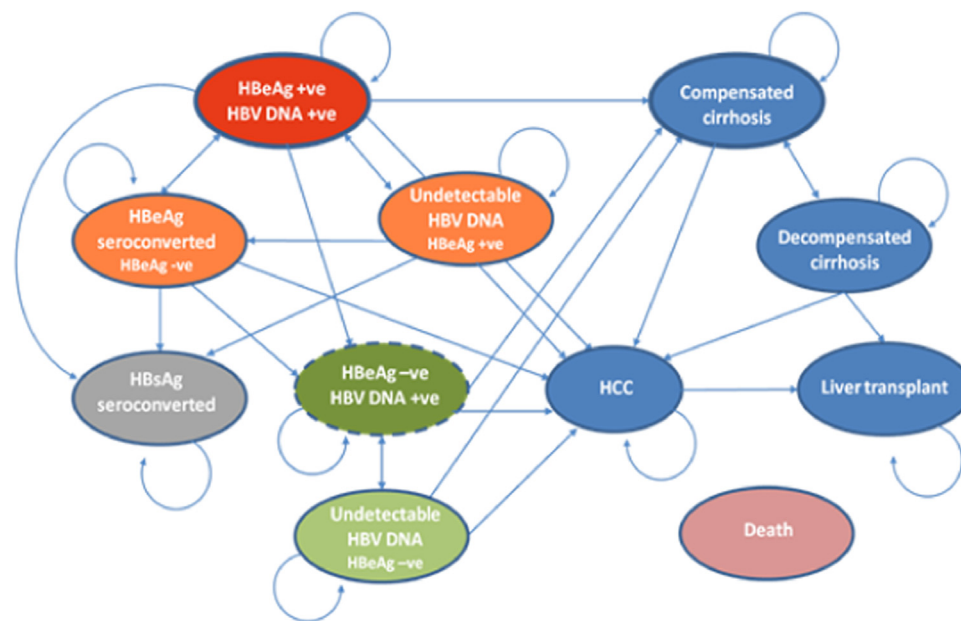 HBeAg +ve
HBV DNA +ve
Compensated
cirrhosis
HBeAg
seroconverted
HBeAg -ve
Undetectable
HBV DNA
HBeAg +ve
Decompensated
cirrhosis
HBsAg
seroconverted
HBeAg –ve
HBV DNA +ve
HCC
Liver transplant
Undetectable
HBV DNA
HBeAg –ve
Death